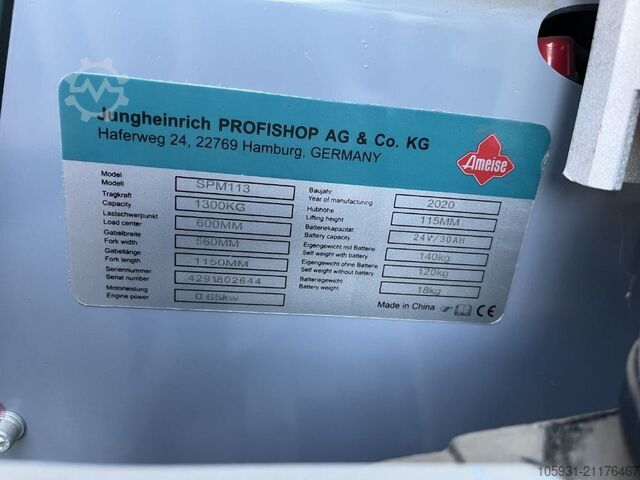 Jungheinrich PROFISHOP AG & Co. KG
Haferweg 24, 22769 Hamburg, GERMANY
Ameise
Model
Modell
SPM113
Tragkraft
Capacity
1300KG
Lastschwerpunkt
Load center
600MM
Gabelbreite
Fork width
560MM
Gabellänge
Fork length
1150MM
Seriennummer
Serial number
4291802644
Motorleistung
Engine power
0.65kw
Baujahr
Year of manufacturing
2020
Hubhöhe
Lifting height
115MM
Batteriekapazität
Battery capacity
24V/30AH
Eigengewicht mit Batterie
Self weight with battery
140kg
Eigengewicht ohne Batterie
Self weight without battery
120kg
Batteriegewicht
Battery weight
18kg
Made in China
CE
105931-21176467